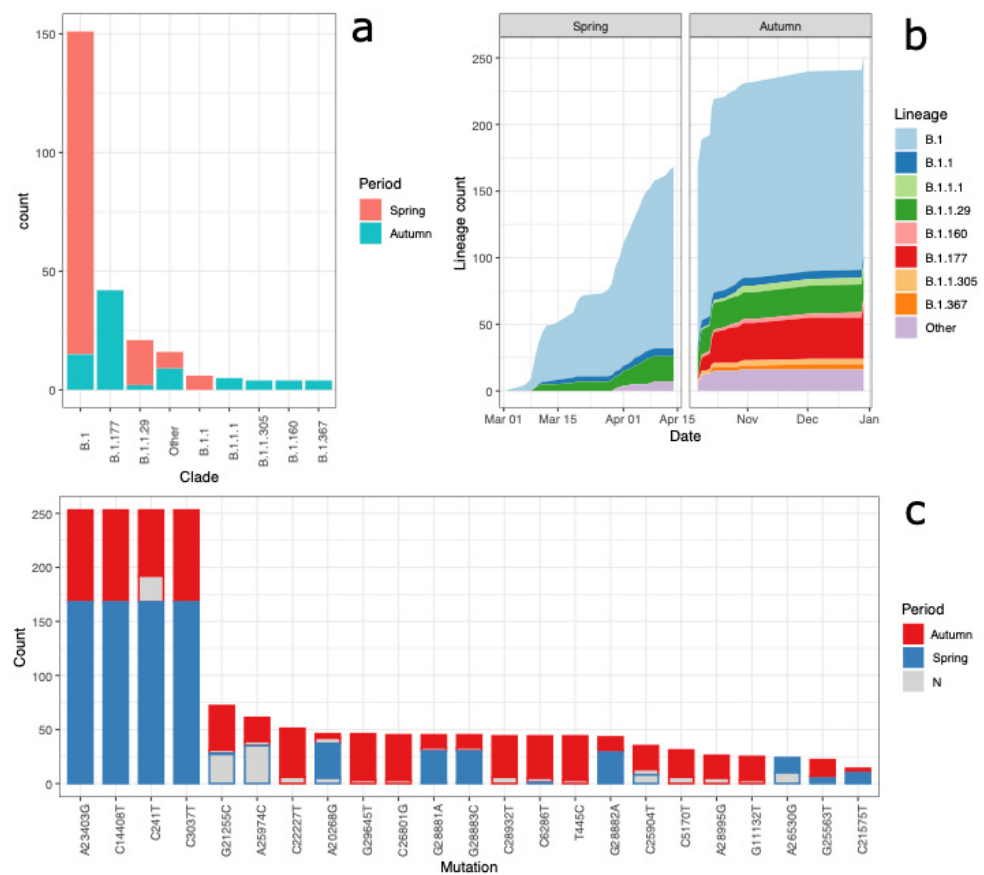 a
150
100
50
0
count
B.1
B.1.177
B.1.1.29
Other
B.1.1
B.1.1.1
B.1.1.305
B.1.160
B.1.367
Clade
Period
Spring
Autumn
b
Spring
Autumn
250
200
150
100
50
0
Lineage count
Mar 01
Mar 15
Apr 01
Apr 15
Nov
Dec
Jan
Date
Lineage
B.1
B.1.1
B.1.1.1
B.1.1.29
B.1.160
B.1.177
B.1.1.305
B.1.367
Other
c
250
200
150
100
50
0
Count
A23403G
C14408T
C241T
C3037T
G21255C
A25974C
C22227T
A20268G
G29645T
C26801G
G28881A
G28883C
C28932T
C6286T
T445C
G28882A
C25904T
C5170T
A28995G
G11132T
A26530G
G25563T
C21575T
Mutation
Period
Autumn
Spring
N